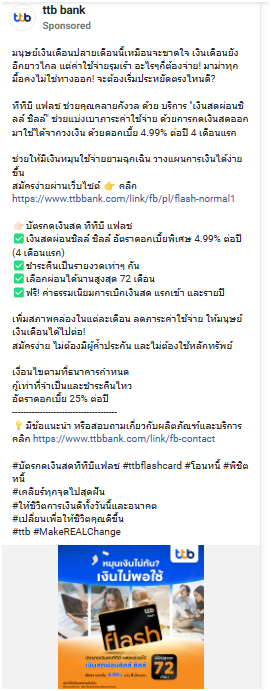 ttb bank
Sponsored
มนุษย์เงินเดือนปลายเดือนนี้เหมือนจะขาดใจ เงินเดือนยัง
อีกยาวไกล แต่ค่าใช้จ่ายรุมเร้า อะไรๆก็ต้องจ่าย! มาม่าทุก
มื้อคงไม่ใช่ทางออก! จะต้องเริ่มประหยัดตรงไหนดี?
ทีทีบี แฟลช ช่วยคุณคลายกังวล ด้วย บริการ "เงินสดผ่อนชิ
ลล์ ชิลล์" ช่วยแบ่งเบาภาระค่าใช้จ่าย ด้วยการกดเงินสดออก
มาใช้ได้จากวงเงิน ด้วยดอกเบี้ย 4.99% ต่อปี 4 เดือนแรก
ช่วยให้มีเงินหมุนใช้จ่ายยามฉุกเฉิน วางแผนการเงินได้ง่าย
ขึ้น
สมัครง่ายผ่านเว็บไซต์ 👉 คลิก
https://www.ttbbank.com/link/fb/pl/flash-normal1
👉🏻บัตรกดเงินสด ทีทีบี แฟลช
✅ เงินสดผ่อนชิลล์ ชิลล์ อัตราดอกเบี้ยพิเศษ 4.99% ต่อปี
(4 เดือนแรก)
✅ชำระคืนเป็นรายงวดเท่าๆ กัน
✅เลือกผ่อนได้นานสูงสุด 72 เดือน
✅ฟรี! ค่าธรรมเนียมการเบิกเงินสด แรกเข้า และรายปี
เพิ่มสภาพคล่องในแต่ละเดือน ลดภาระค่าใช้จ่าย ให้มนุษย์
เงินเดือนได้ไปต่อ!
สมัครง่าย ไม่ต้องมีผู้ค้ำประกัน และไม่ต้องใช้หลักทรัพย์
เงื่อนไขตามที่ธนาคารกำหนด
กู้เท่าที่จำเป็นและชำระคืนไหว
อัตราดอกเบี้ย 25% ต่อปี
-------------------------------------
💡มีข้อแนะนำ หรือสอบถามเกี่ยวกับผลิตภัณฑ์และบริการ
คลิก https://www.ttbbank.com/link/fb-contact
#บัตรกดเงินสดทีทีบีแฟลช #ttbflashcard #โอนหนี้ #พิชิต
หนี้
#เคลียร์ทุกจุดไปสุดฝัน
#ให้ชีวิตการเงินดีทั้งวันนี้และอนาคต
#เปลี่ยนเพื่อให้ชีวิตคุณดีขึ้น
#ttb #MakeREALChange
ttb
หมุนเงินไม่ทัน?
เงินไม่พอใช้
flash
เงินสดผ่อนชิลล์ ชิลล์
72